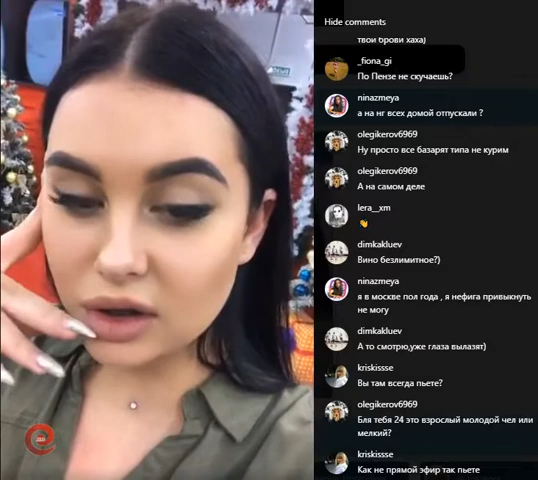 Hide comments
твои брови хаха)
_fiona_gi
По Пензе не скучаешь?
ninazmeya
а на нг всех домой отпускали ?
olegikerov6969
Ну просто все базарят типа не курим
olegikerov6969
А на самом деле
lera__xm
👏
dimkakluev
Вино безлимитное?)
ninazmeya
я в москве пол года , я нефига привыкнуть
не могу
dimkakluev
А то смотрю,уже глаза вылазят)
kriskissse
Вы там всегда пьете?
olegikerov6969
Бля тебя 24 это взрослый молодой чел или
мелкий?
kriskissse
Как не прямой эфир так пьете